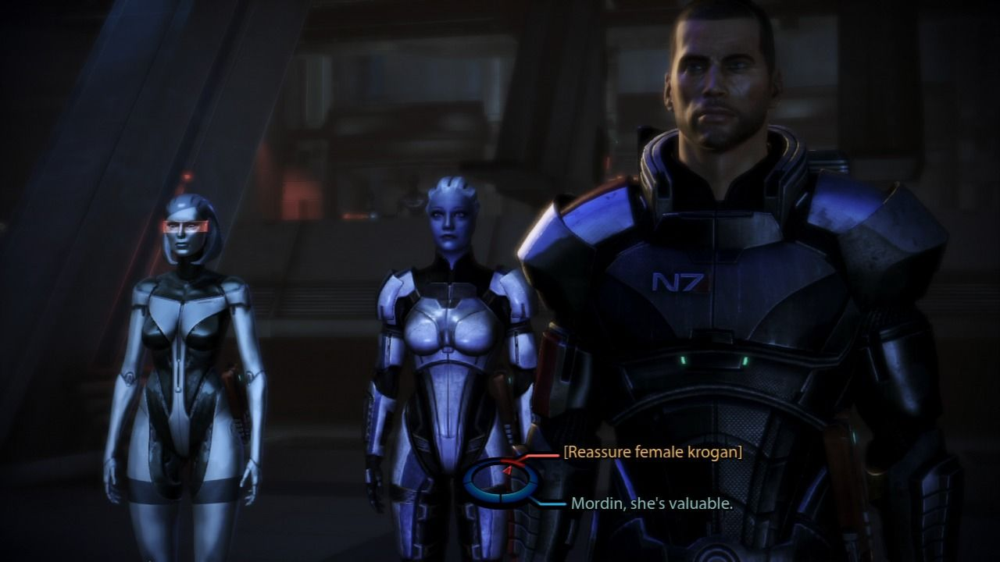 N7
[Reassure female krogan]
Mordin, she's valuable.